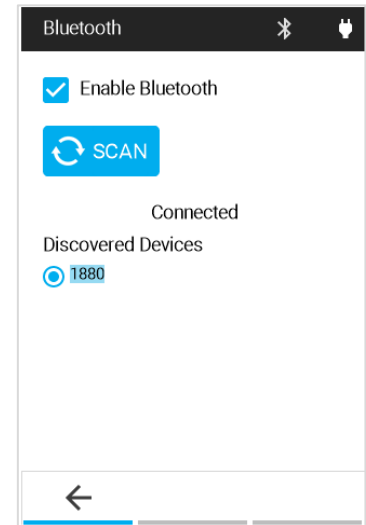 Bluetooth
Enable Bluetooth
SCAN
Connected
Discovered Devices
1880